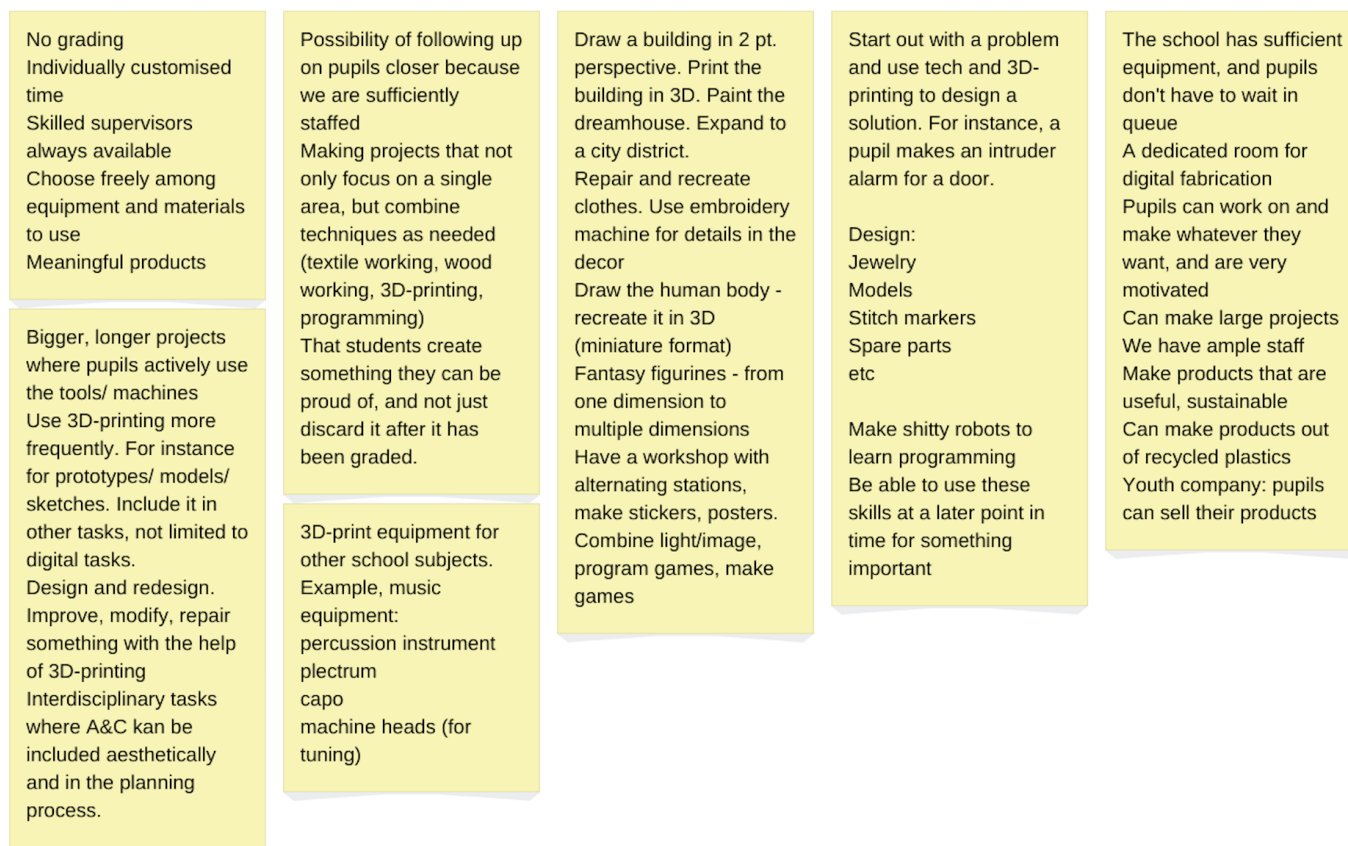 No grading
Individually customised
time
Skilled supervisors
always available
Choose freely among
equipment and materials
to use
Meaningful products
Bigger, longer projects
where pupils actively use
the tools/ machines
Use 3D-printing more
frequently. For instance
for prototypes/ models/
sketches. Include it in
other tasks, not limited to
digital tasks.
Design and redesign.
Improve, modify, repair
something with the help
of 3D-printing
Interdisciplinary tasks
where A&C kan be
included aesthetically
and in the planning
process.
Possibility of following up
on pupils closer because
we are sufficiently
staffed
Making projects that not
only focus on a single
area, but combine
techniques as needed
(textile working, wood
working, 3D-printing,
programming)
That students create
something they can be
proud of, and not just
discard it after it has
been graded.
3D-print equipment for
other school subjects.
Example, music
equipment:
percussion instrument
plectrum
capo
machine heads (for
tuning)
Draw a building in 2 pt.
perspective. Print the
building in 3D. Paint the
dreamhouse. Expand to
a city district.
Repair and recreate
clothes. Use embroidery
machine for details in the
decor
Draw the human body -
recreate it in 3D
(miniature format)
Fantasy figurines - from
one dimension to
multiple dimensions
Have a workshop with
alternating stations,
make stickers, posters.
Combine light/image,
program games, make
games
Start out with a problem
and use tech and 3D-
printing to design a
solution. For instance, a
pupil makes an intruder
alarm for a door.
Design:
Jewelry
Models
Stitch markers
Spare parts
etc
Make shitty robots to
learn programming
Be able to use these
skills at a later point in
time for something
important
The school has sufficient
equipment, and pupils
don't have to wait in
queue
A dedicated room for
digital fabrication
Pupils can work on and
make whatever they
want, and are very
motivated
Can make large projects
We have ample staff
Make products that are
useful, sustainable
Can make products out
of recycled plastics
Youth company: pupils
can sell their products